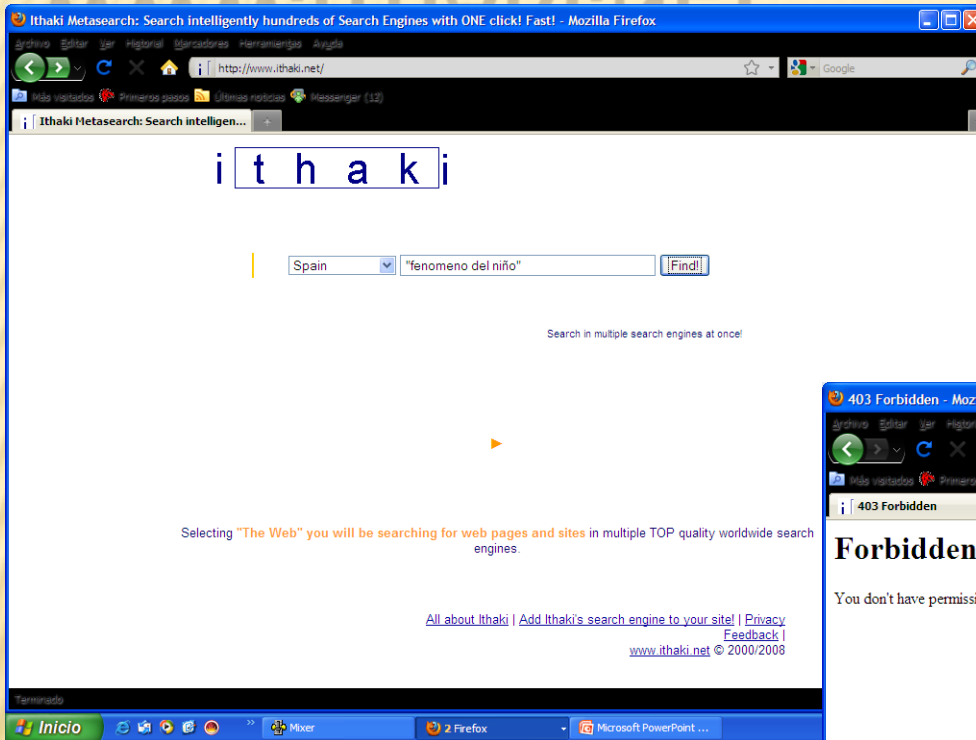 Ithaki Metasearch: Search intelligently hundreds of Search Engines with ONE click! Fast! - Mozilla Firefox
Archivo Editar Ver Historial Marcadores Herramientas Ayuda
http://www.ithaki.net/
Google
Más visitados Primeros pasos Últimas noticias Messenger (12)
Ithaki Metasearch: Search intelligen...
ithaki
Spain "fenomeno del niño" Find!
Search in multiple search engines at once!
Selecting "The Web" you will be searching for web pages and sites in multiple TOP quality worldwide search
engines.
All about Ithaki | Add Ithaki's search engine to your site! | Privacy
Feedback |
www.ithaki.net © 2000/2008
Terminado
403 Forbidden - Moz
Archivo Editar Ver
Más visitados
403 Forbidden
Forbidden
You don't have
Inicio Mixer 2 Firefox Microsoft PowerPoint ...